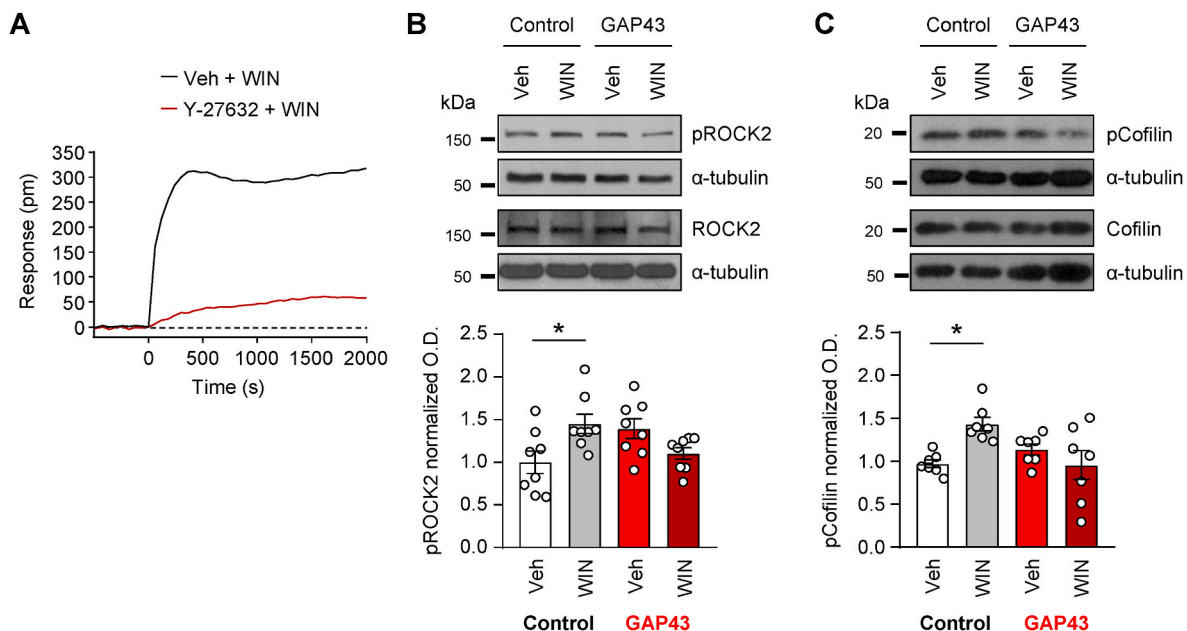 A
Veh + WIN
Y-27632 + WIN
Response (pm)
350
300
250
200
150
100
50
0
0 500 1000 1500 2000
Time (s)
B
Control GAP43
Veh WIN Veh WIN
kDa
150 pROCK2
50 α-tubulin
150 ROCK2
50 α-tubulin
pROCK2 normalized O.D.
2.5
2.0
1.5
1.0
0.5
0.0
*
Veh WIN Veh WIN
Control GAP43
C
Control GAP43
Veh WIN Veh WIN
kDa
20 pCofilin
50 α-tubulin
20 Cofilin
50 α-tubulin
pCofilin normalized O.D.
2.5
2.0
1.5
1.0
0.5
0.0
*
Veh WIN Veh WIN
Control GAP43